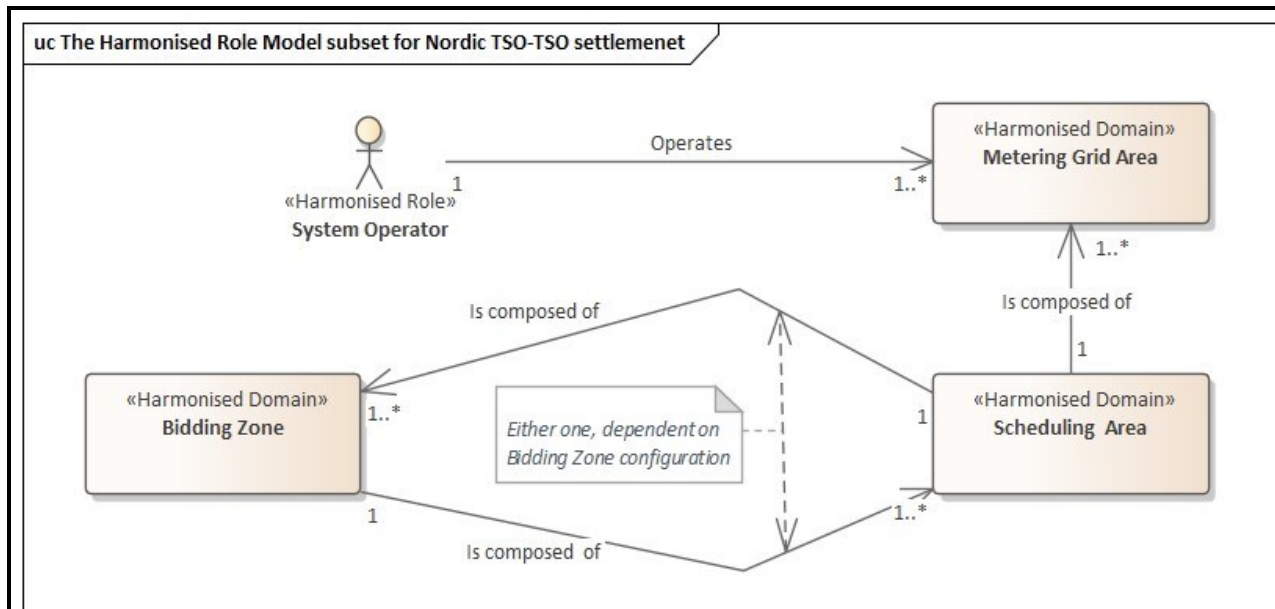 uc The Harmonised Role Model subset for Nordic TSO-TSO settlemenet
«Harmonised Role»
System Operator
Operates
1
1..*
«Harmonised Domain»
Metering Grid Area
1..*
Is composed of
1
Is composed of
«Harmonised Domain»
Bidding Zone
1..*
1
Either one, dependent on
Bidding Zone configuration
«Harmonised Domain»
Scheduling Area
1
1..*
Is composed of